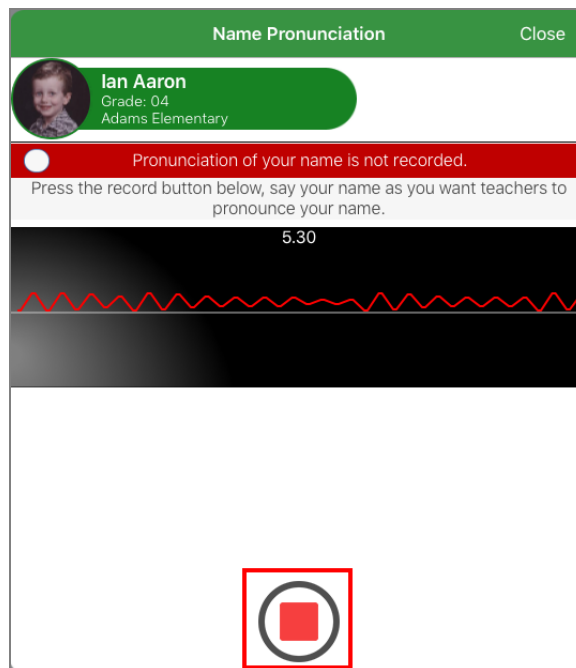 Name Pronunciation
Close
Ian Aaron
Grade: 04
Adams Elementary
Pronunciation of your name is not recorded.
Press the record button below, say your name as you want teachers to
pronounce your name.
5.30